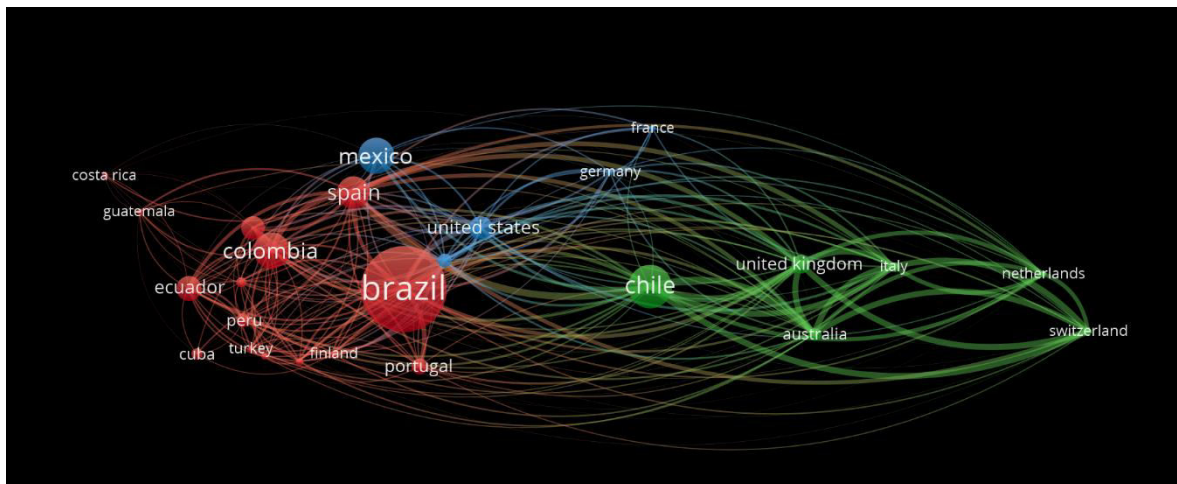 france
mexico
germany
costa rica
spain
guatemala
united states
colombia
united kingdom
italy
netherlands
ecuador
brazil
chile
peru
switzerland
australia
cuba
turkey
finland
portugal